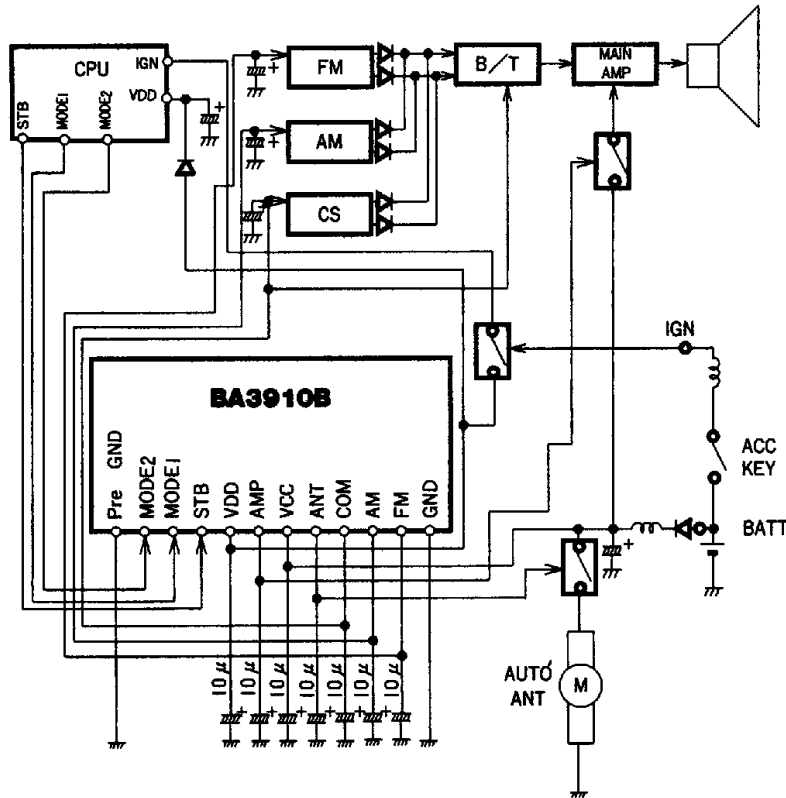 CPU
IGN
VDD
STB
MODE1
MODE2
+
FM
+
AM
+
CS
B/T
MAIN
AMP
IGN
ACC
KEY
BATT
+
BA3910B
Pre GND
MODE2
MODE1
STB
VDD
AMP
VCC
ANT
COM
AM
FM
GND
10μ
10μ
10μ
10μ
10μ
10μ
10μ
+
+
+
+
+
+
AUTO
ANT
M